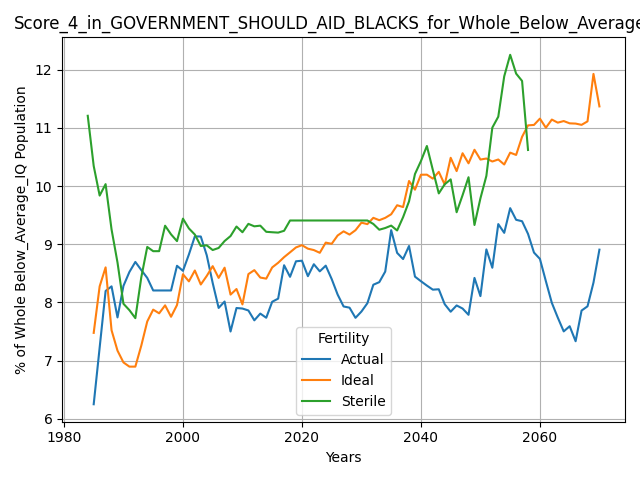 Score_4_in_GOVERNMENT_SHOULD_AID_BLACKS_for_Whole_Below_Average
% of Whole Below_Average_IQ Population
12
11
10
9
8
7
6
1980
2000
2020
2040
2060
Years
Fertility
Actual
Ideal
Sterile